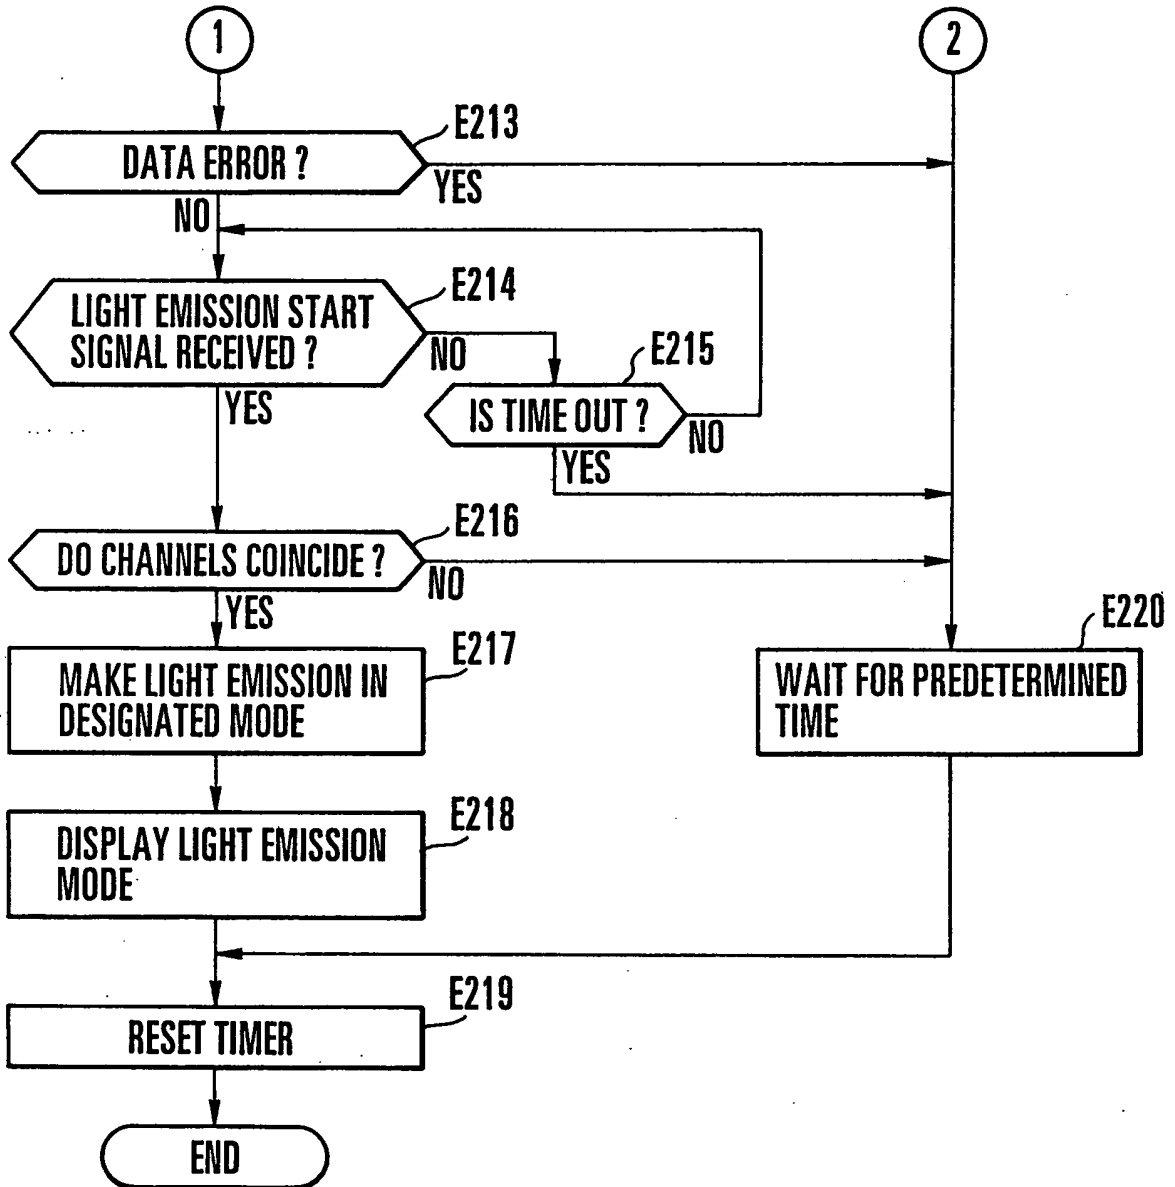 1
2
E213
DATA ERROR ?
YES
NO
E214
LIGHT EMISSION START
SIGNAL RECEIVED ?
NO
E215
IS TIME OUT ?
NO
YES
YES
E216
DO CHANNELS COINCIDE ?
NO
YES
E217
MAKE LIGHT EMISSION IN
DESIGNATED MODE
E220
WAIT FOR PREDETERMINED
TIME
E218
DISPLAY LIGHT EMISSION
MODE
E219
RESET TIMER
END